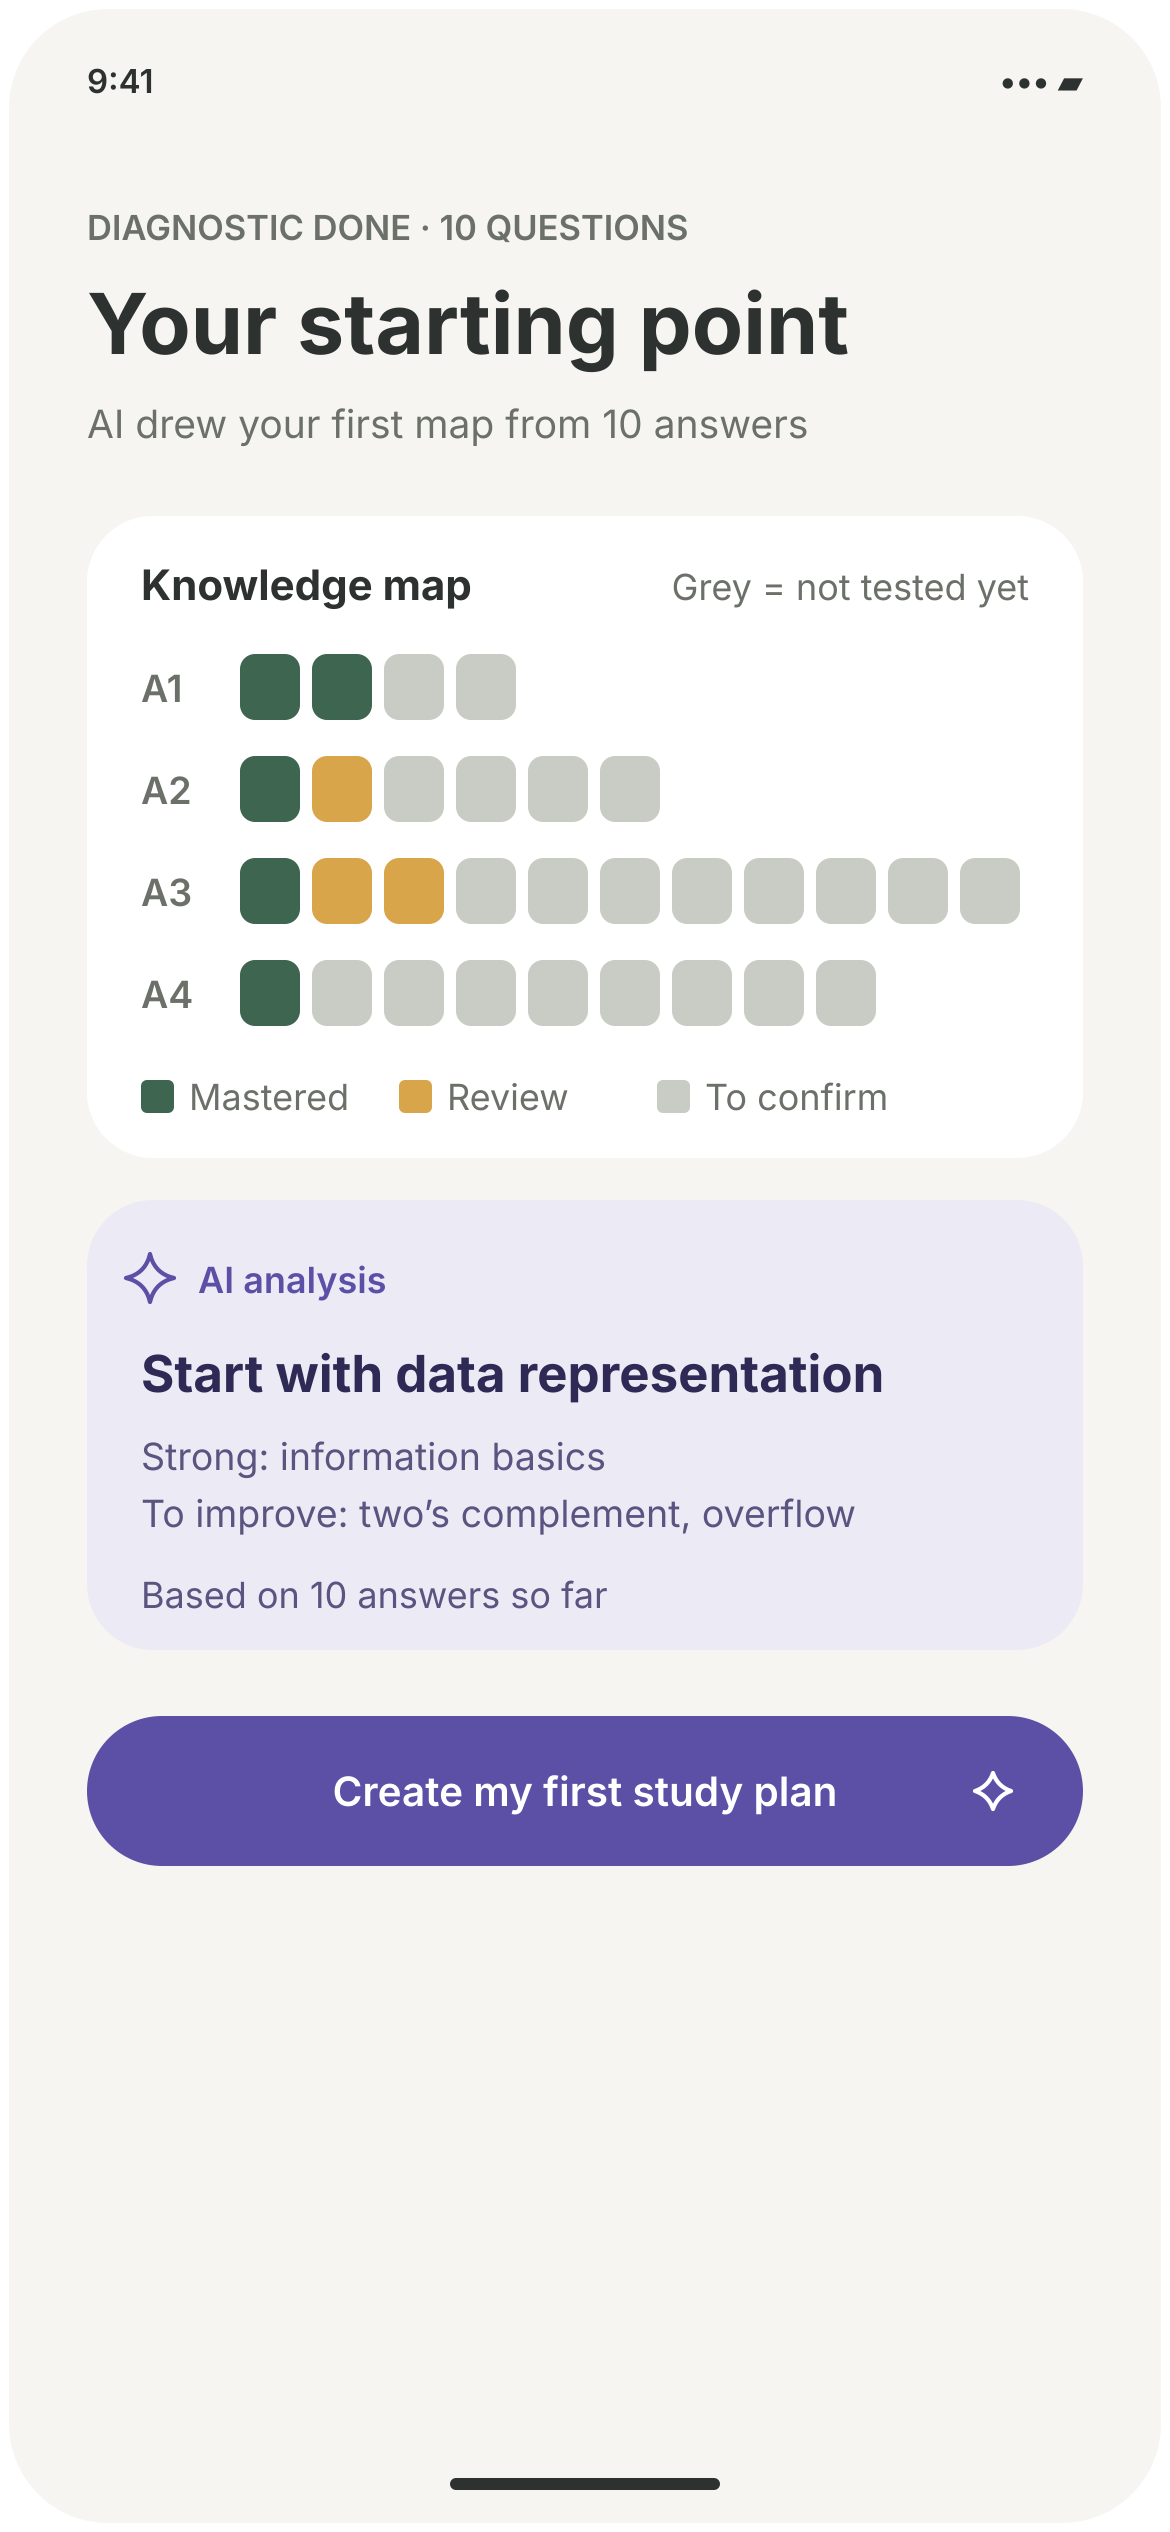 9:41
DIAGNOSTIC DONE · 10 QUESTIONS
Your starting point
AI drew your first map from 10 answers
Knowledge map
Grey = not tested yet
A1
A2
A3
A4
Mastered
Review
To confirm
AI analysis
Start with data representation
Strong: information basics
To improve: two’s complement, overflow
Based on 10 answers so far
Create my first study plan